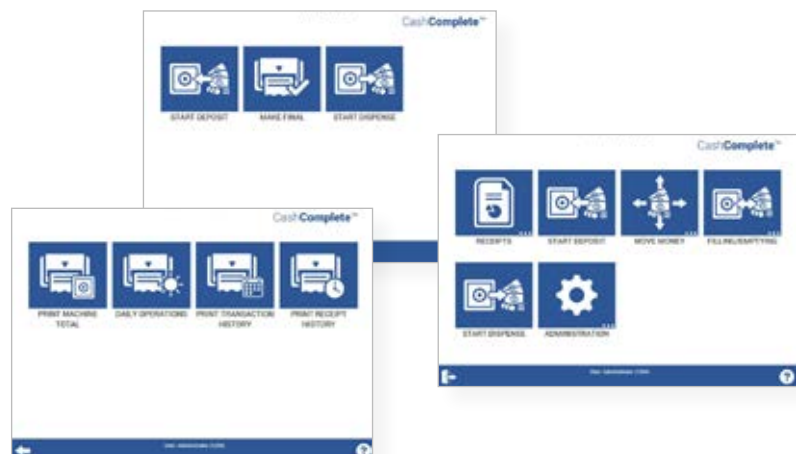 CashComplete™
START DEPOSIT
MAKE FINAL
START DISPENSE
CashComplete™
RECEIPTS
START DEPOSIT
MOVE MONEY
FILLING/EMPTYING
START DISPENSE
ADMINISTRATION
?
CashComplete™
PRINT MACHINE
TOTAL
DAILY OPERATIONS
PRINT TRANSACTION
HISTORY
PRINT RECEIPT
HISTORY
?